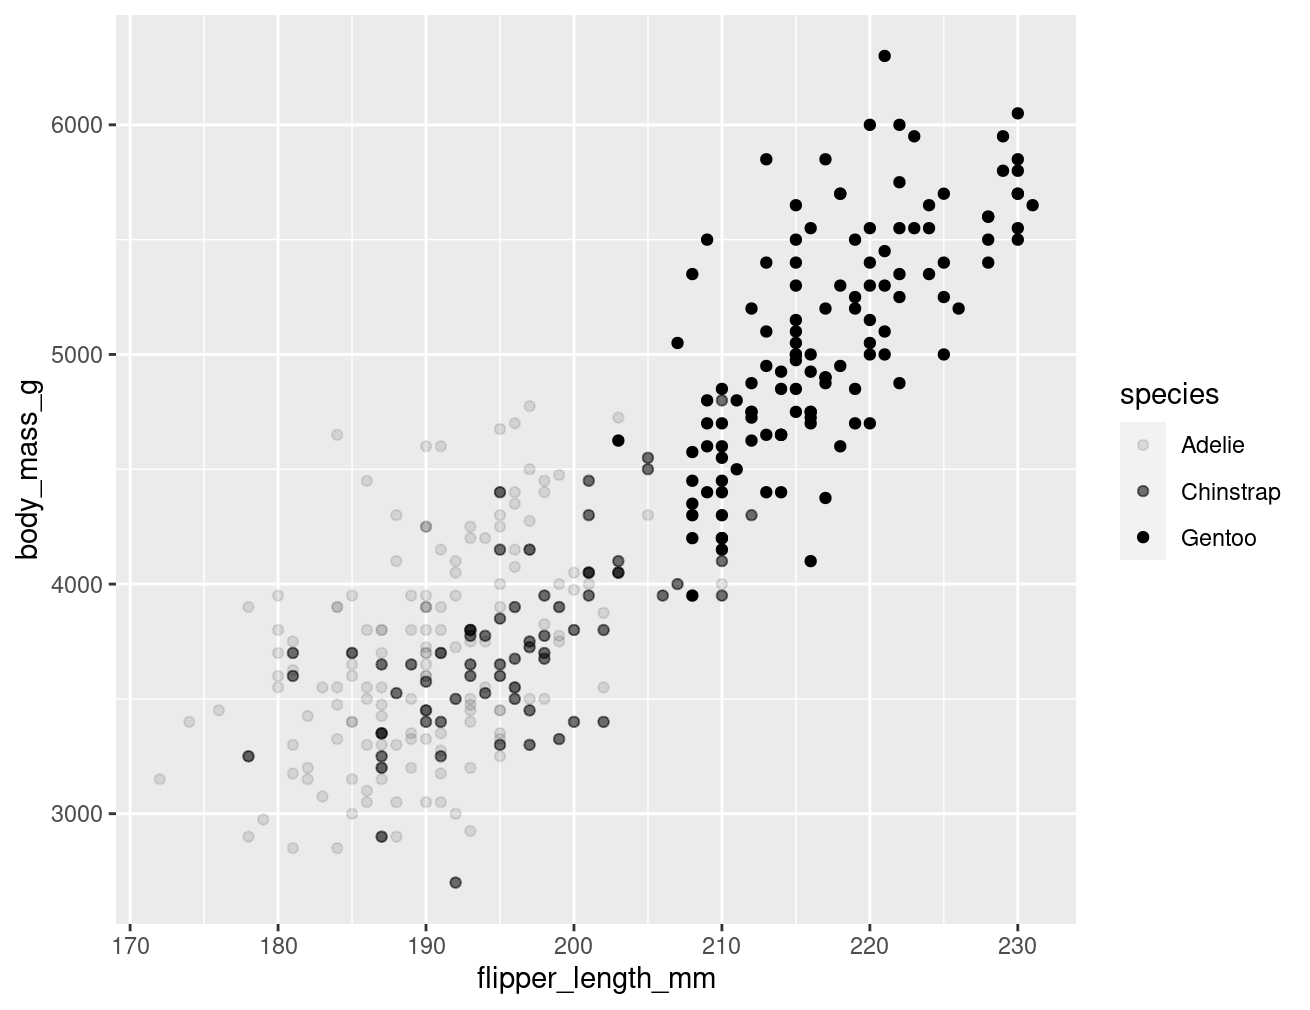 6000
5000
4000
3000
body_mass_g
170 180 190 200 210 220 230
flipper_length_mm
species
Adelie
Chinstrap
Gentoo